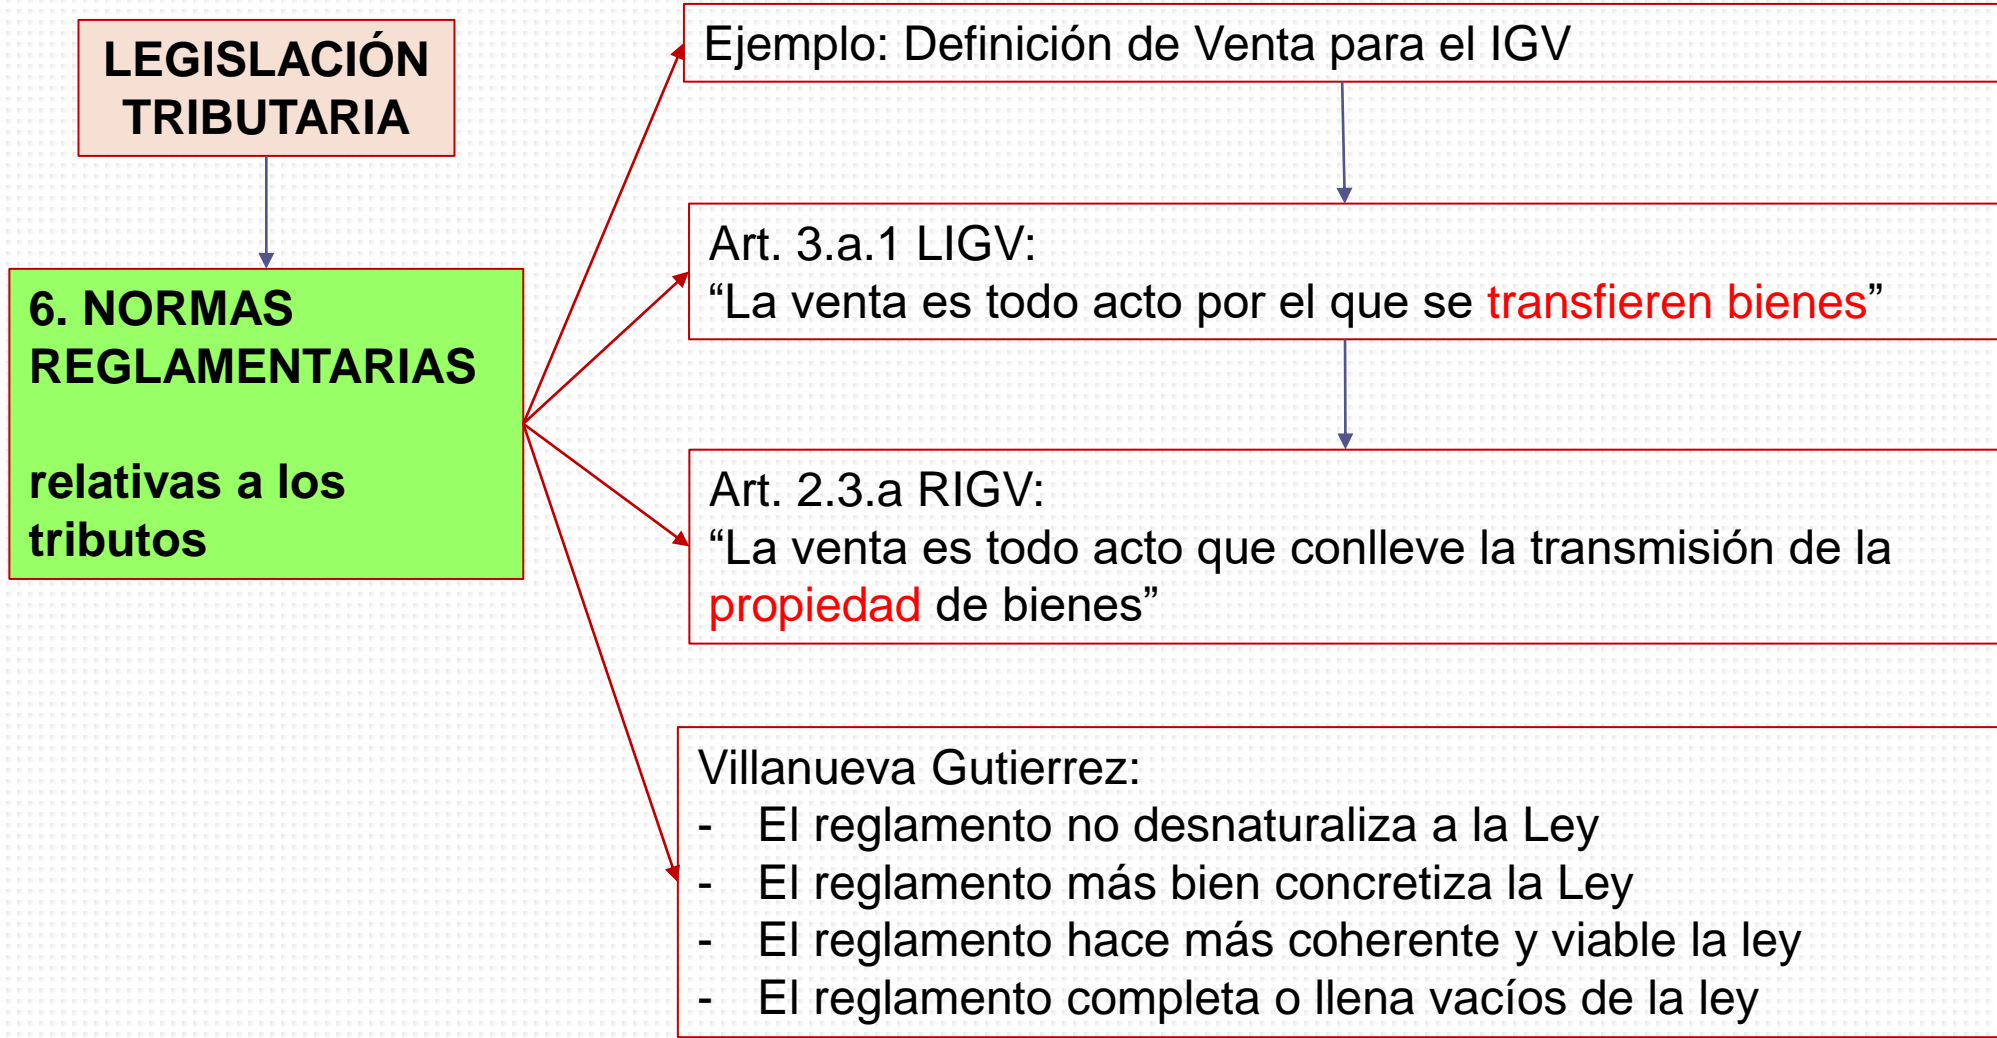 LEGISLACIÓN
TRIBUTARIA
6. NORMAS
REGLAMENTARIAS
relativas a los
tributos
Ejemplo: Definición de Venta para el IGV
Art. 3.a.1 LIGV:
“La venta es todo acto por el que se transfieren bienes”
Art. 2.3.a RIGV:
“La venta es todo acto que conlleve la transmisión de la
propiedad de bienes”
Villanueva Gutierrez:
- El reglamento no desnaturaliza a la Ley
- El reglamento más bien concretiza la Ley
- El reglamento hace más coherente y viable la ley
- El reglamento completa o llena vacíos de la ley